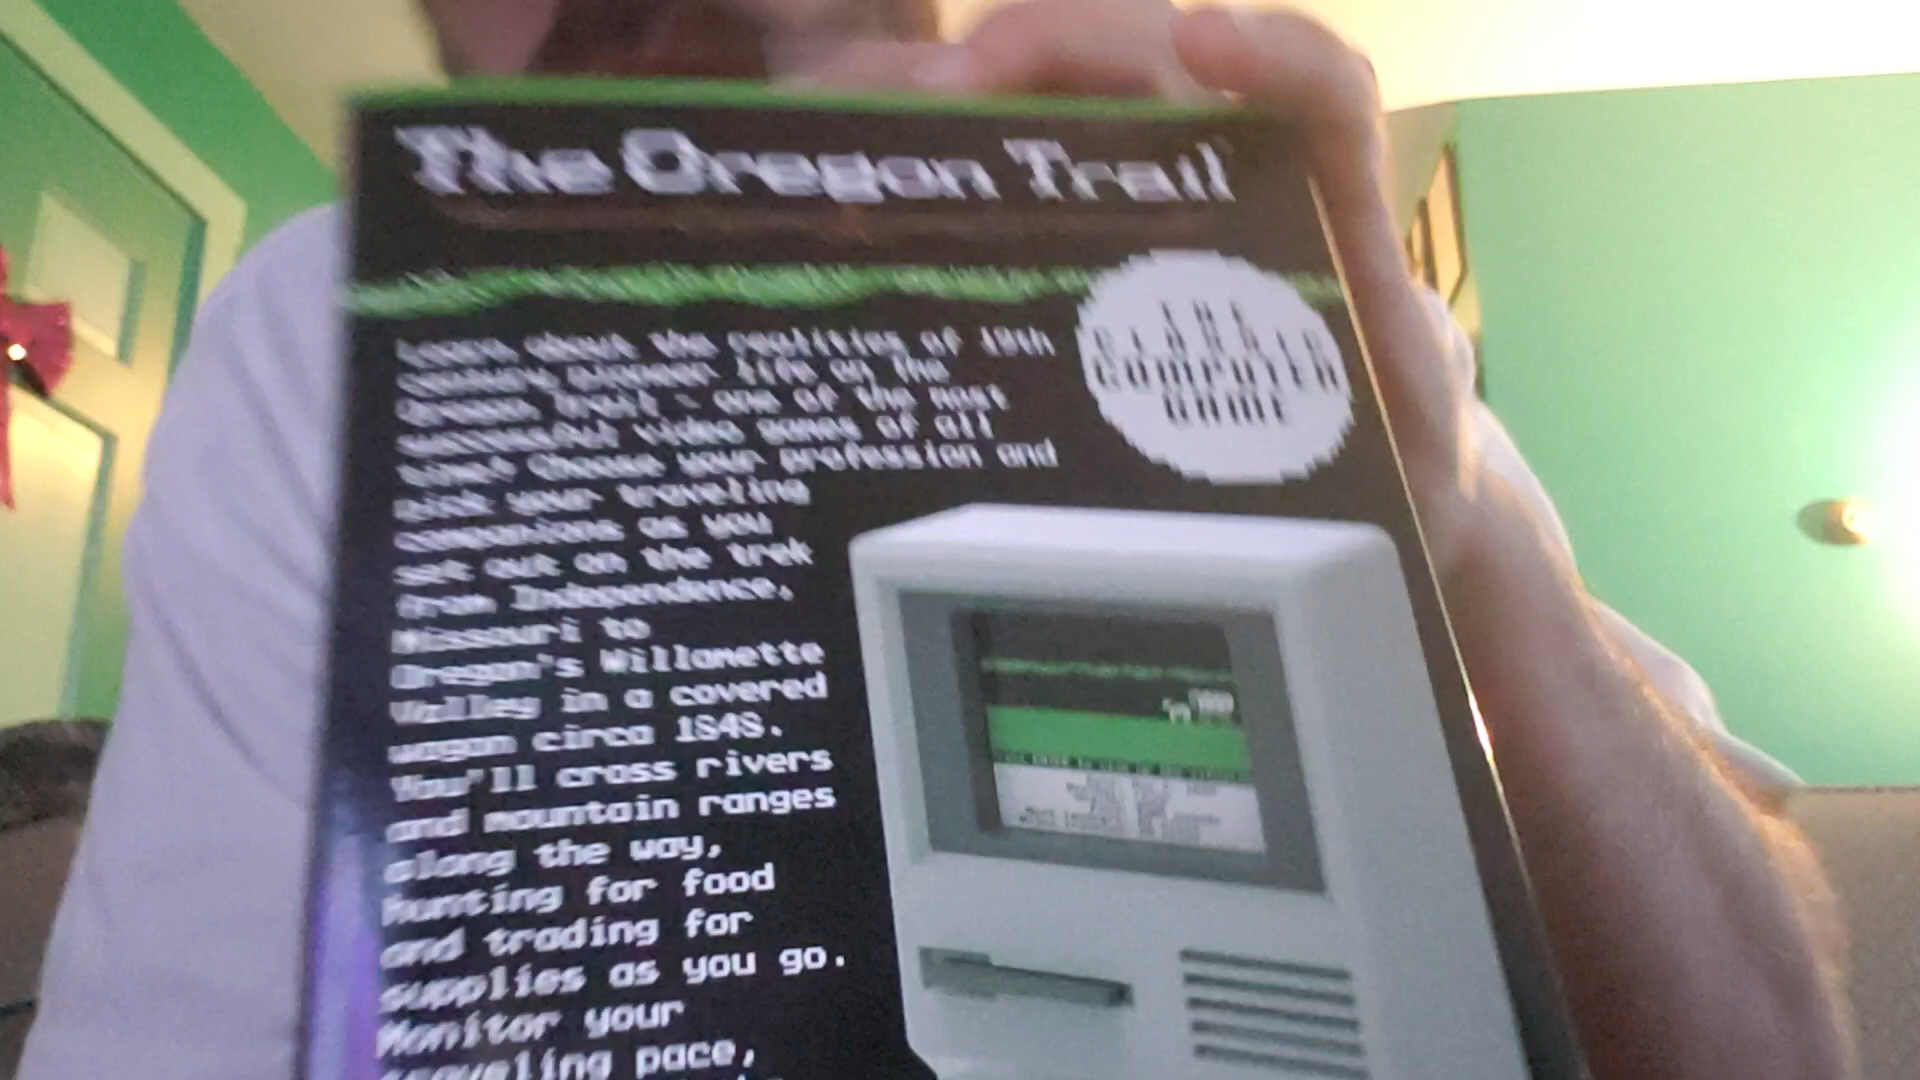 The Oregon Trail
THE
CLASSIC
COMPUTER
GAME
Learn about the realities of 19th
century pioneer life on the
Oregon Trail - one of the most
successful video games of all
time! Choose your profession and
pick your traveling
companions as you
set out on the trek
from Independence,
Missouri to
Oregon's Willamette
Valley in a covered
wagon circa 1848.
You'll cross rivers
and mountain ranges
along the way,
hunting for food
and trading for
supplies as you go.
Monitor your
traveling pace,